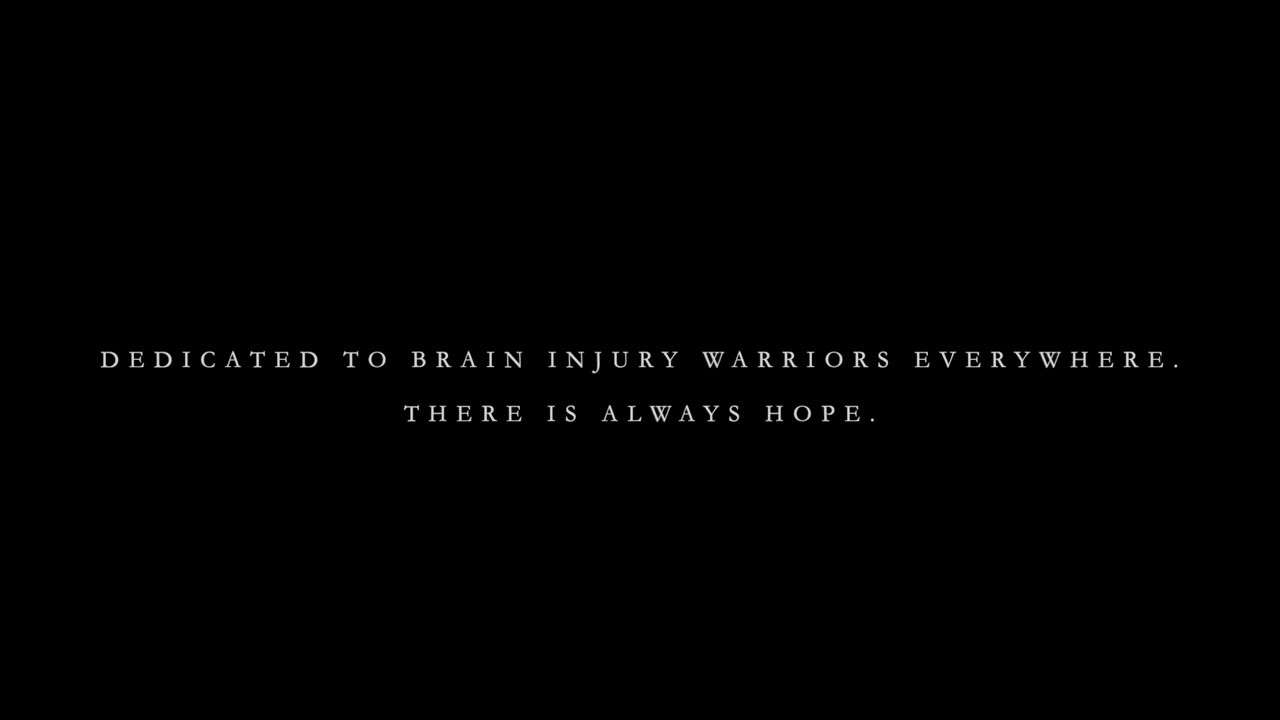 DEDICATED TO BRAIN INJURY WARRIORS EVERYWHERE.
THERE IS ALWAYS HOPE.